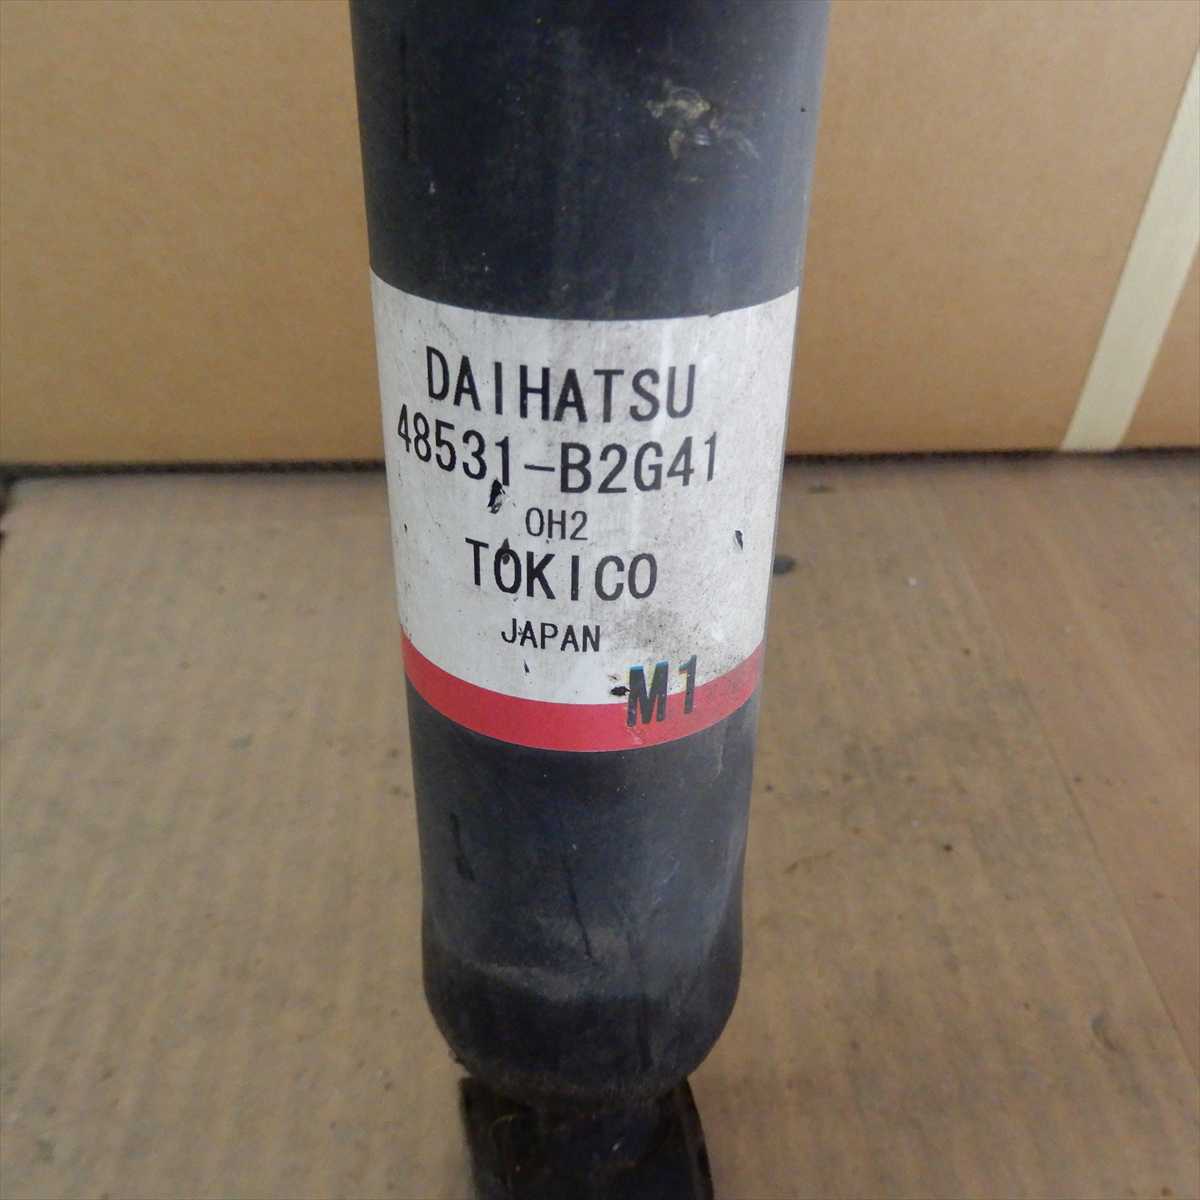 DAIHATSU
48531-B2G41
OH2
TOKICO
JAPAN
M1